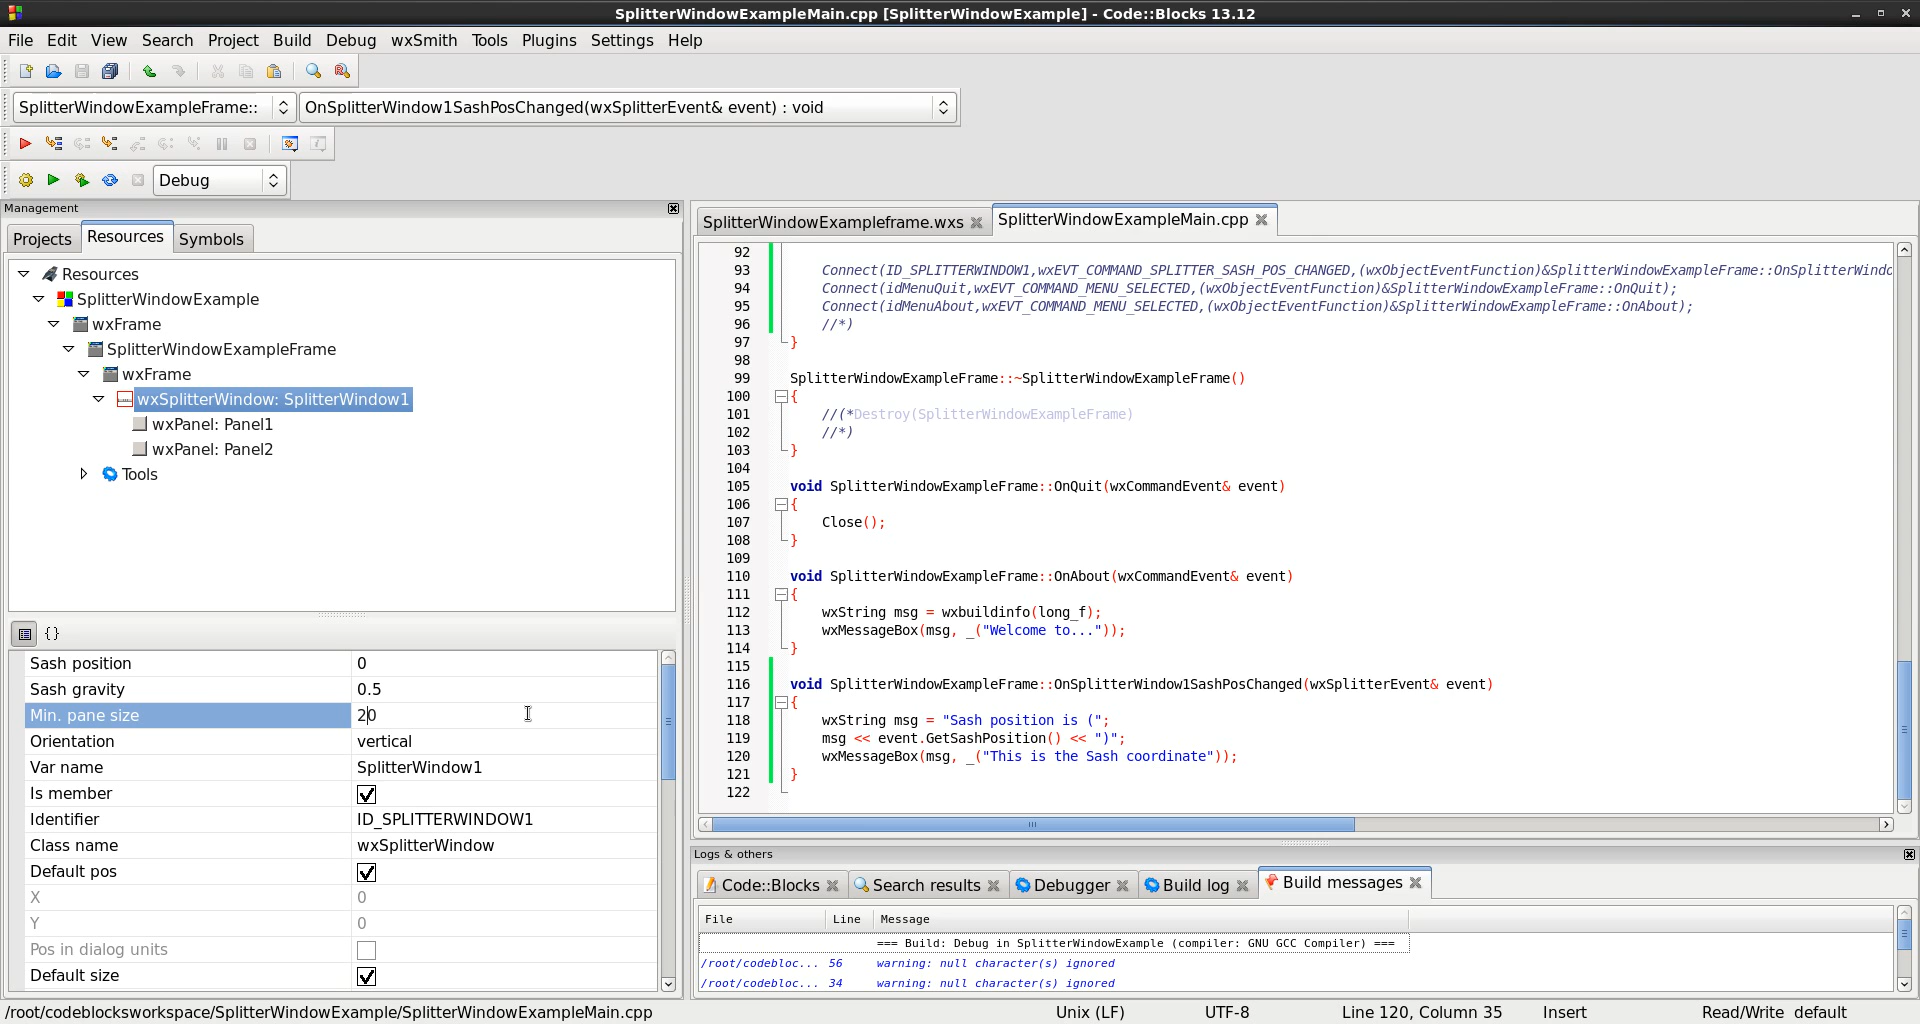 SplitterWindowExampleMain.cpp [SplitterWindowExample] - Code::Blocks 13.12
File Edit View Search Project Build Debug wxSmith Tools Plugins Settings Help
SplitterWindowExampleFrame:: OnSplitterWindow1SashPosChanged(wxSplitterEvent& event) : void
Debug
Management
Projects Resources Symbols
Resources
SplitterWindowExample
wxFrame
SplitterWindowExampleFrame
wxFrame
wxSplitterWindow: SplitterWindow1
wxPanel: Panel1
wxPanel: Panel2
Tools
{}
Sash position 0
Sash gravity 0.5
Min. pane size 20
Orientation vertical
Var name SplitterWindow1
Is member
Identifier ID_SPLITTERWINDOW1
Class name wxSplitterWindow
Default pos
X 0
Y 0
Pos in dialog units
Default size
SplitterWindowExampleframe.wxs SplitterWindowExampleMain.cpp
92
93 Connect(ID_SPLITTERWINDOW1,wxEVT_COMMAND_SPLITTER_SASH_POS_CHANGED,(wxObjectEventFunction)&SplitterWindowExampleFrame::OnSplitterWindo
94 Connect(idMenuQuit,wxEVT_COMMAND_MENU_SELECTED,(wxObjectEventFunction)&SplitterWindowExampleFrame::OnQuit);
95 Connect(idMenuAbout,wxEVT_COMMAND_MENU_SELECTED,(wxObjectEventFunction)&SplitterWindowExampleFrame::OnAbout);
96 //*)
97 }
98
99 SplitterWindowExampleFrame::~SplitterWindowExampleFrame()
100 {
101 //(*Destroy(SplitterWindowExampleFrame)
102 //*)
103 }
104
105 void SplitterWindowExampleFrame::OnQuit(wxCommandEvent& event)
106 {
107 Close();
108 }
109
110 void SplitterWindowExampleFrame::OnAbout(wxCommandEvent& event)
111 {
112 wxString msg = wxbuildinfo(long_f);
113 wxMessageBox(msg, _("Welcome to..."));
114 }
115
116 void SplitterWindowExampleFrame::OnSplitterWindow1SashPosChanged(wxSplitterEvent& event)
117 {
118 wxString msg = "Sash position is (";
119 msg << event.GetSashPosition() << ")";
120 wxMessageBox(msg, _("This is the Sash coordinate"));
121 }
122
Logs & others
Code::Blocks Search results Debugger Build log Build messages
File Line Message
=== Build: Debug in SplitterWindowExample (compiler: GNU GCC Compiler) ===
/root/codebloc... 56 warning: null character(s) ignored
/root/codebloc... 34 warning: null character(s) ignored
/root/codeblocksworkspace/SplitterWindowExample/SplitterWindowExampleMain.cpp Unix (LF) UTF-8 Line 120, Column 35 Insert Read/Write default